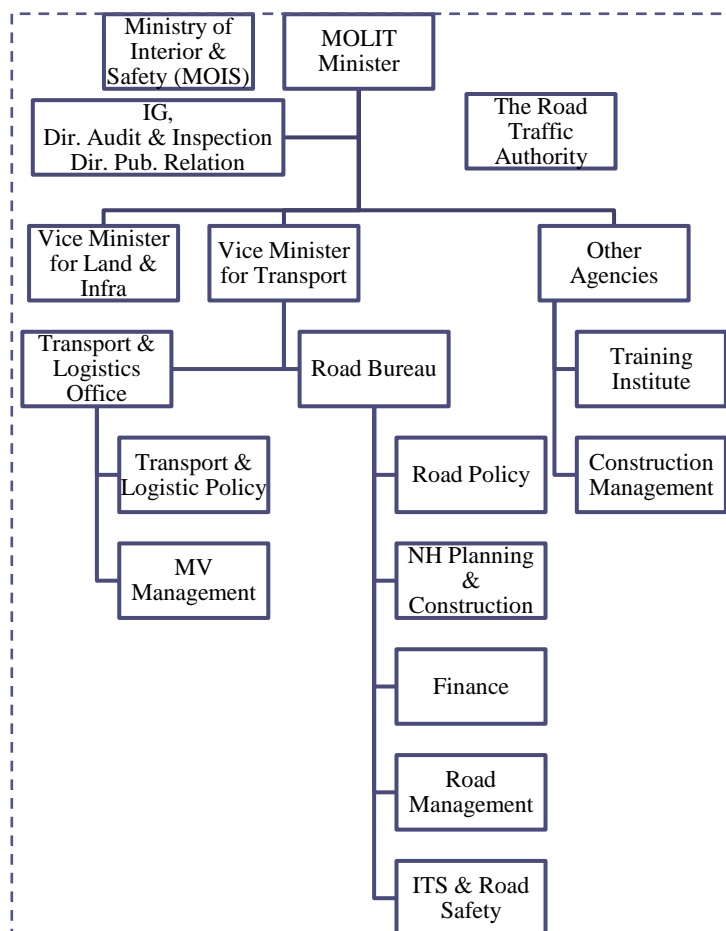 Ministry of
Interior &
Safety (MOIS)
MOLIT
Minister
IG,
Dir. Audit & Inspection
Dir. Pub. Relation
The Road
Traffic
Authority
Vice Minister
for Land &
Infra
Vice Minister
for Transport
Other
Agencies
Transport &
Logistics
Office
Road Bureau
Training
Institute
Transport &
Logistic Policy
Road Policy
Construction
Management
MV
Management
NH Planning
&
Construction
Finance
Road
Management
ITS & Road
Safety